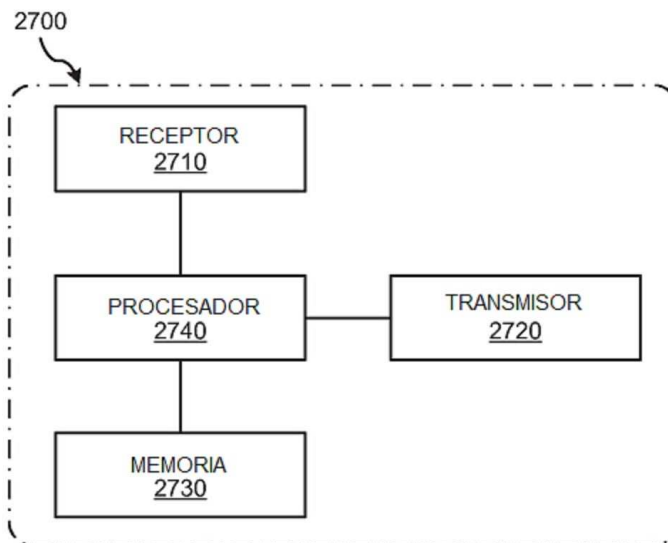 2700
RECEPTOR
2710
PROCESADOR
2740
TRANSMISOR
2720
MEMORIA
2730